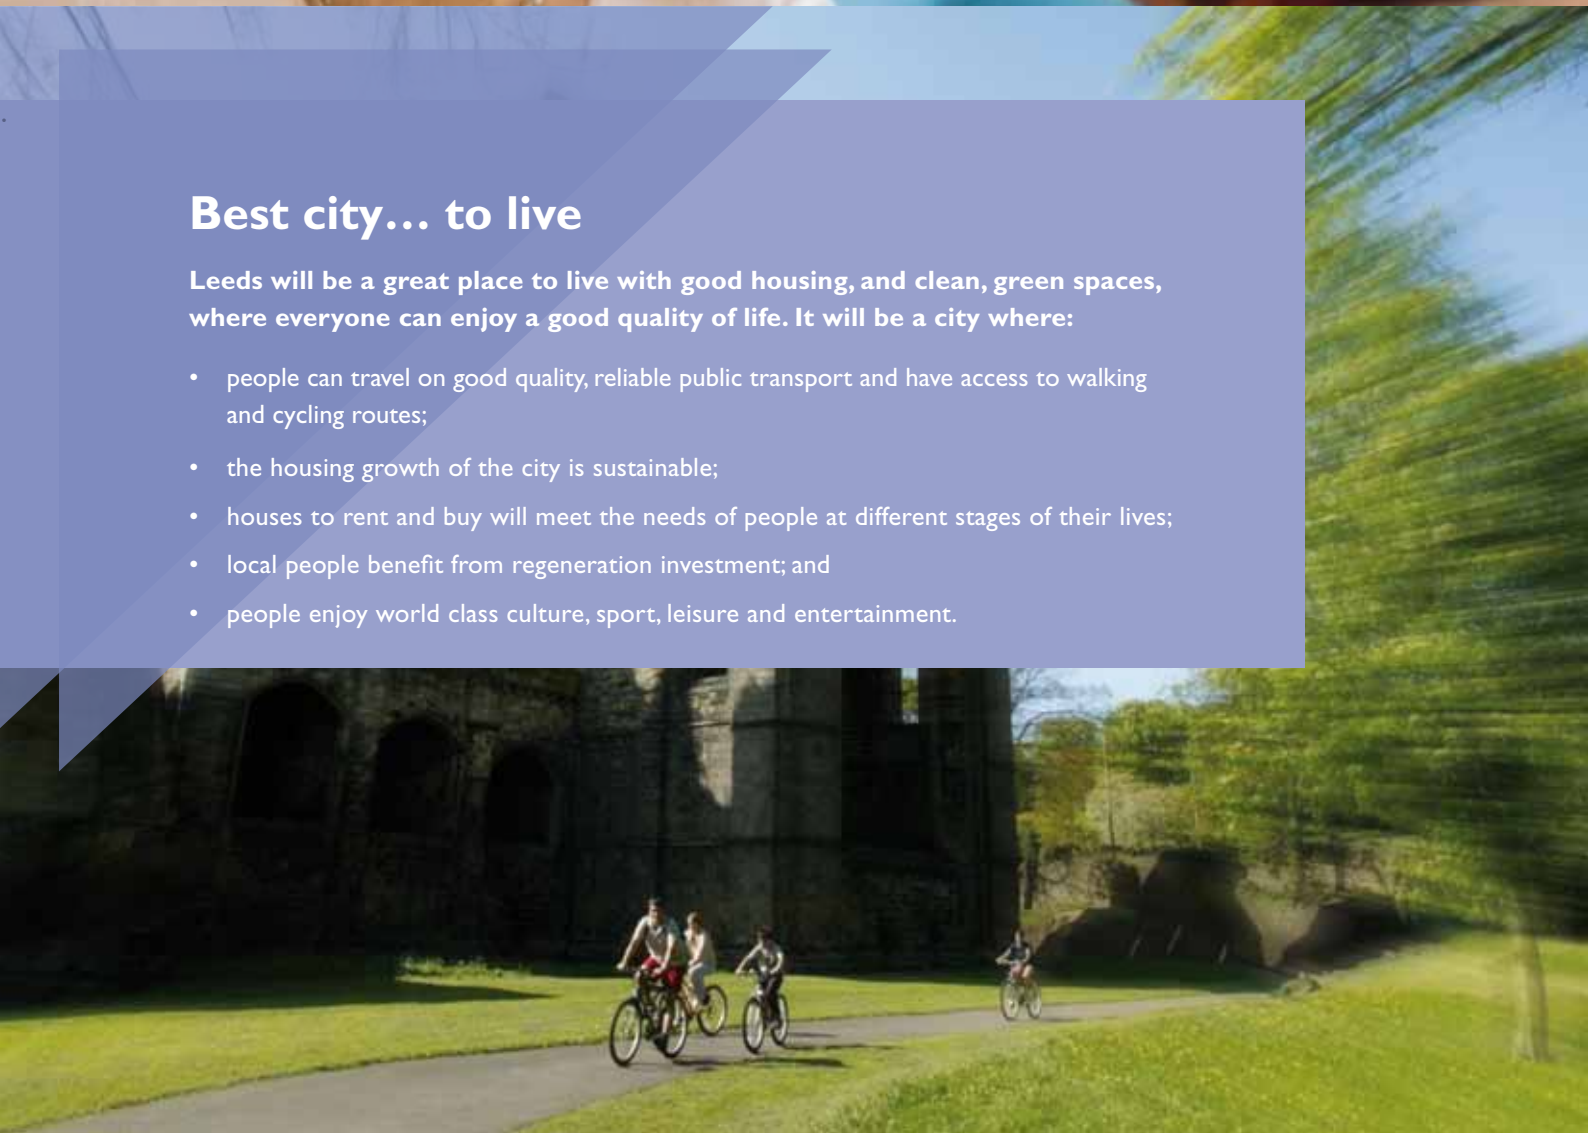 Best city… to live
Leeds will be a great place to live with good housing, and clean, green spaces,
where everyone can enjoy a good quality of life. It will be a city where:
• people can travel on good quality, reliable public transport and have access to walking
and cycling routes;
• the housing growth of the city is sustainable;
• houses to rent and buy will meet the needs of people at different stages of their lives;
• local people benefit from regeneration investment; and
• people enjoy world class culture, sport, leisure and entertainment.